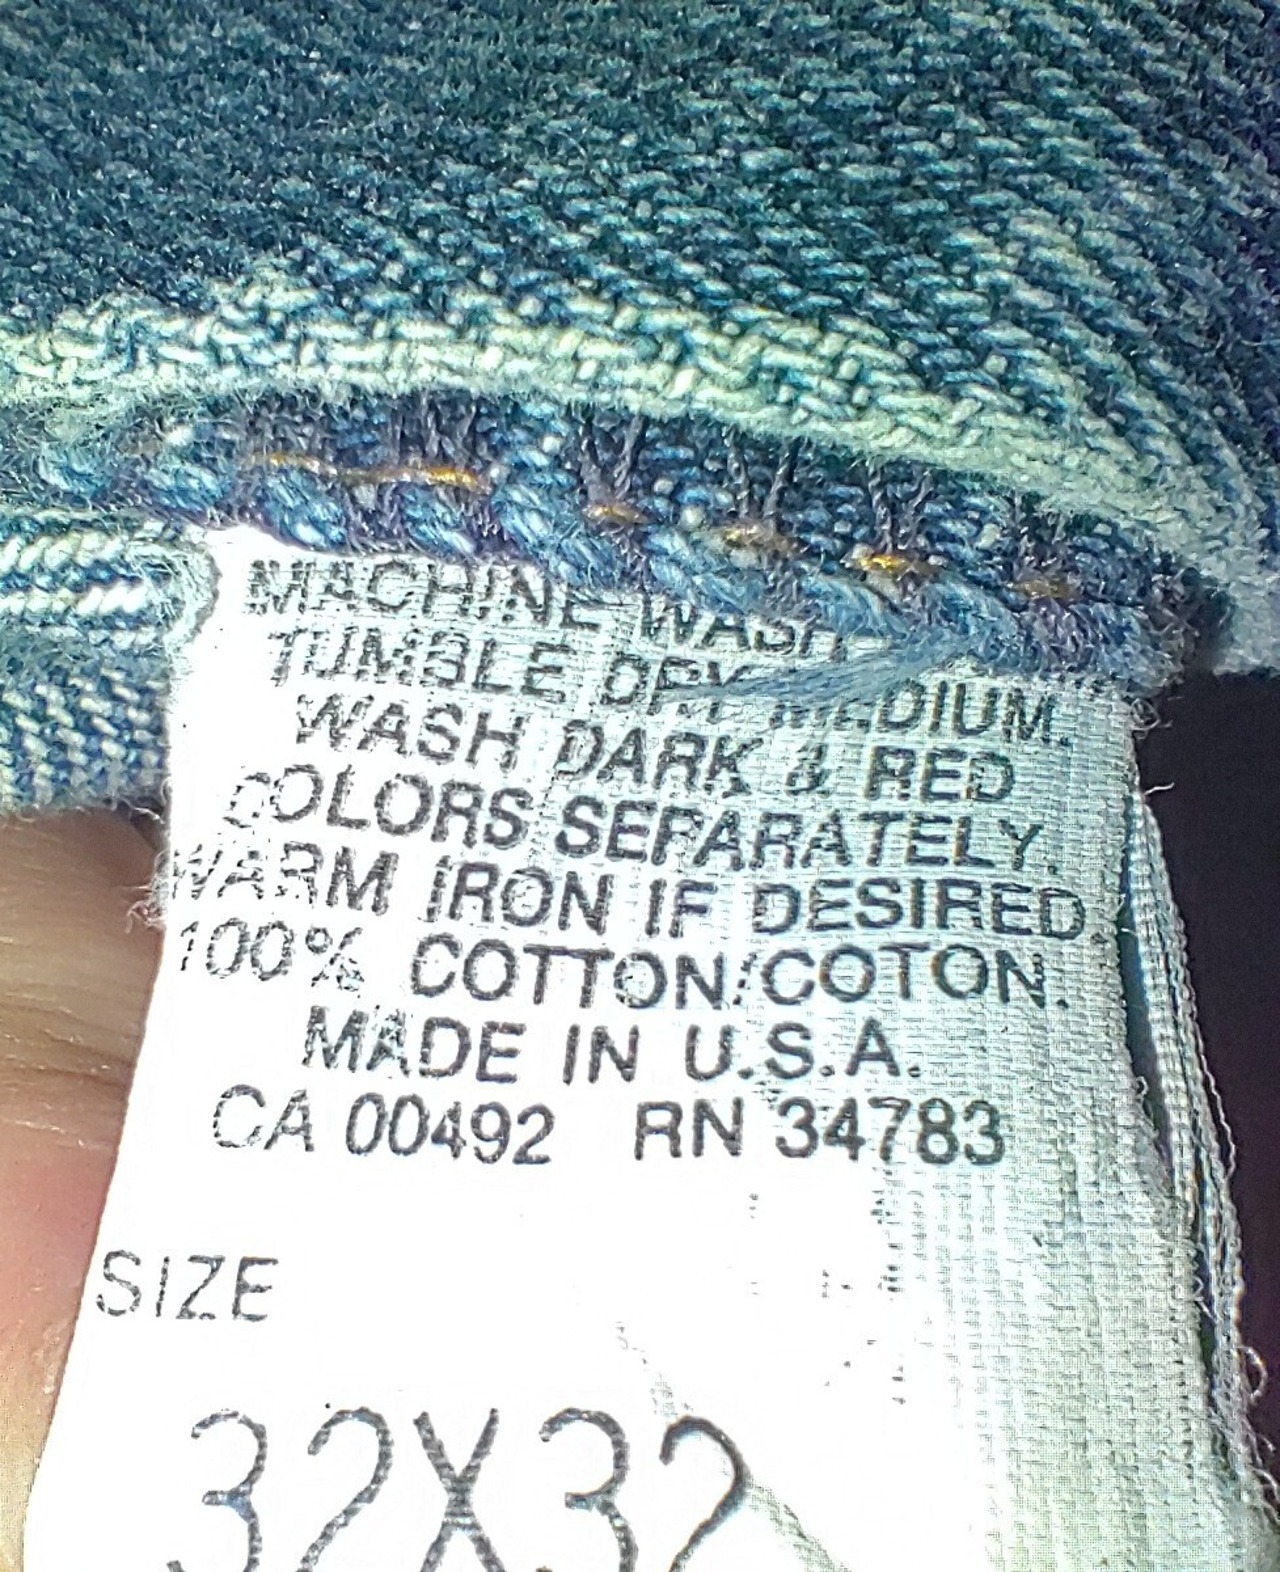 MACHINE WASH
TUMBLE DRY MEDIUM.
WASH DARK & RED
COLORS SEPARATELY.
WARM IRON IF DESIRED.
100% COTTON/COTON.
MADE IN U.S.A.
CA 00492 RN 34783
SIZE
32X32